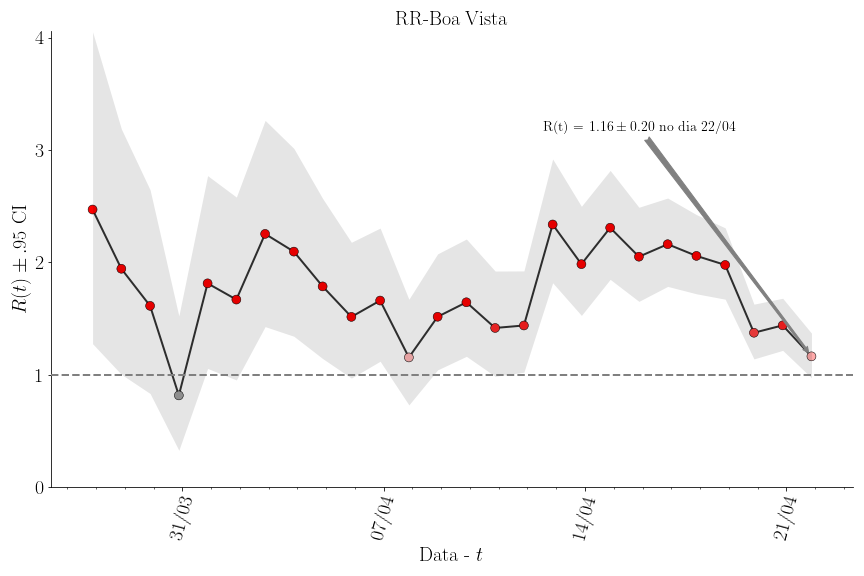 RR-Boa Vista
4
R(t) = 1.16 ± 0.20 no dia 22/04
3
2
1
0
R(t) ± .95 CI
31/03
07/04
14/04
21/04
Data - t